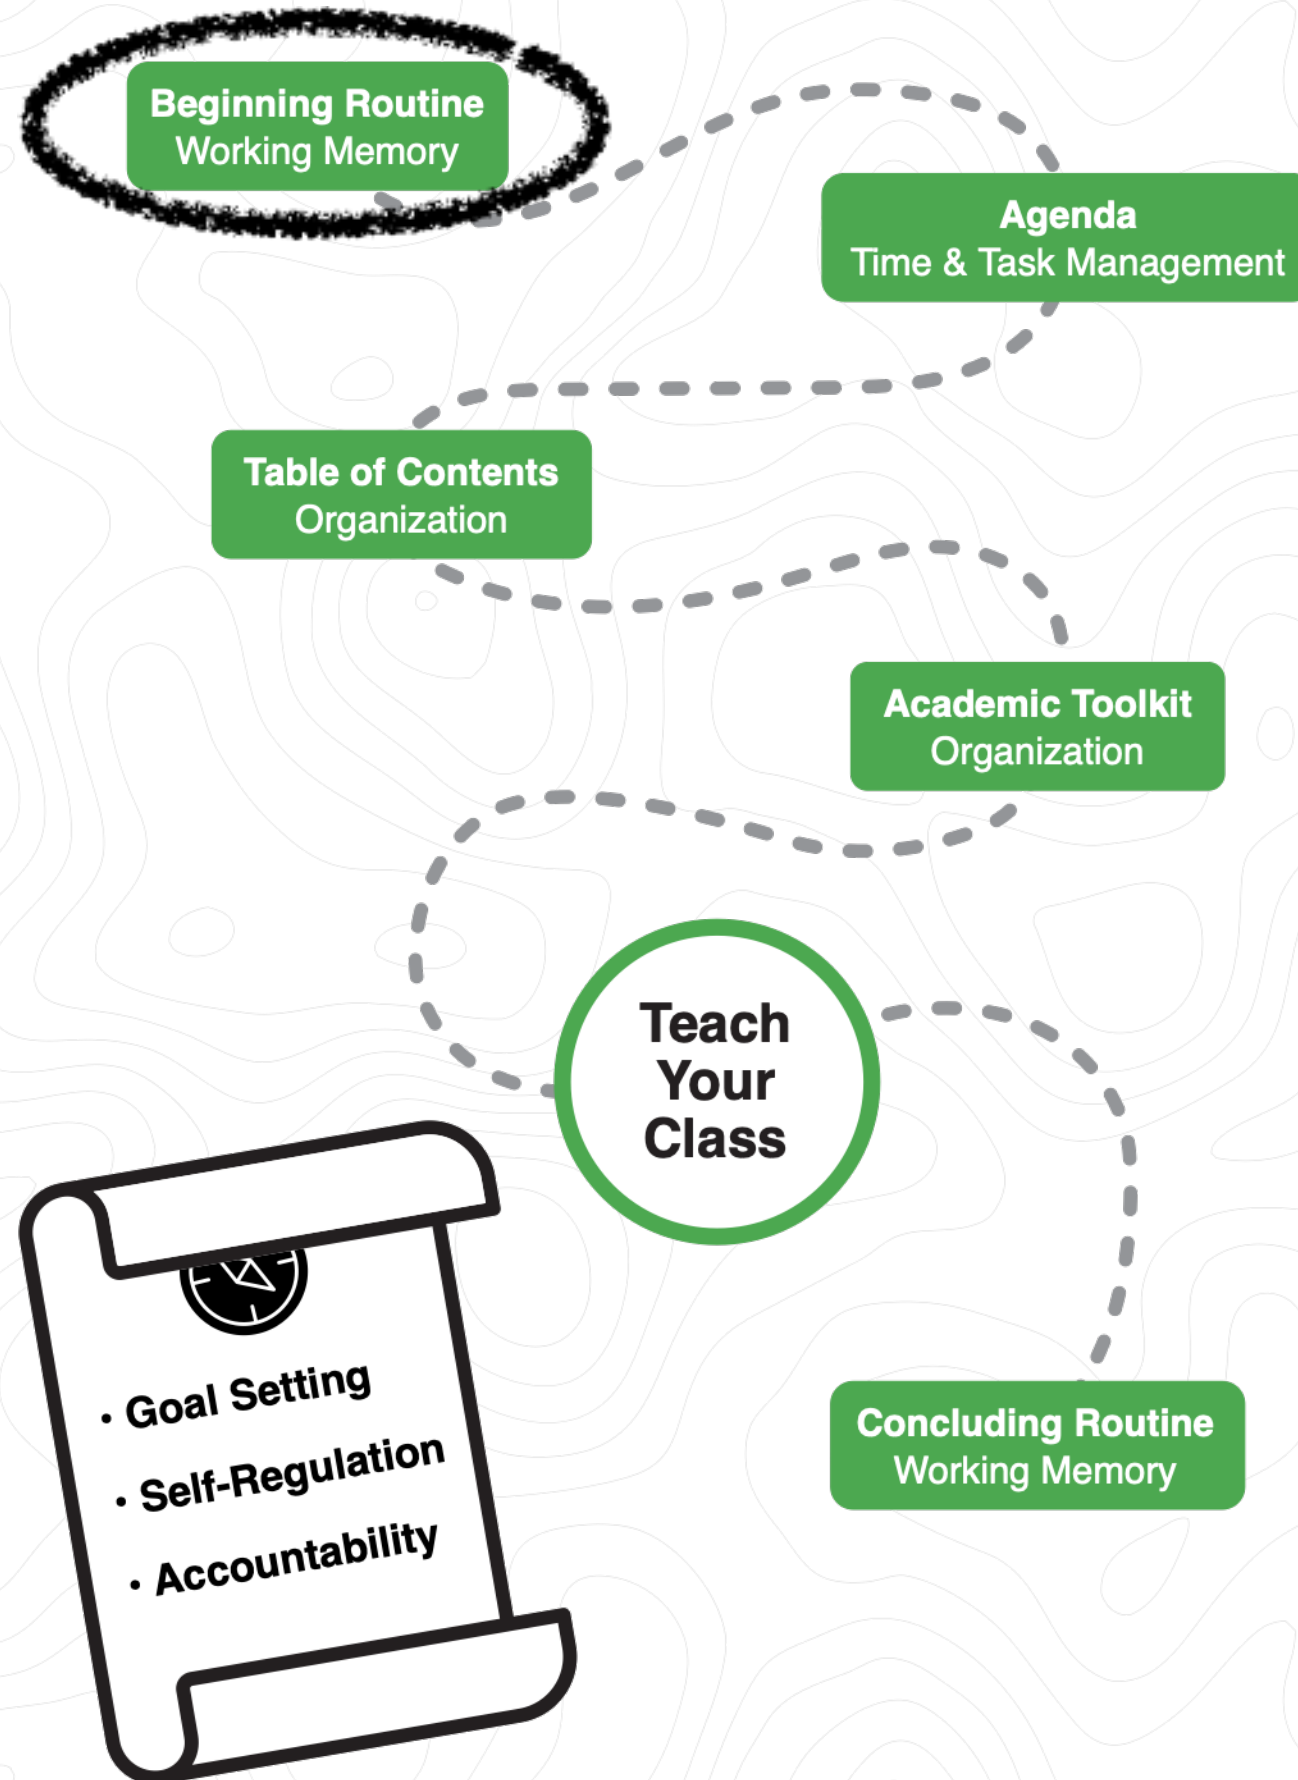 Beginning Routine
Working Memory
Agenda
Time & Task Management
Table of Contents
Organization
Academic Toolkit
Organization
Teach
Your
Class
• Goal Setting
• Self-Regulation
• Accountability
Concluding Routine
Working Memory